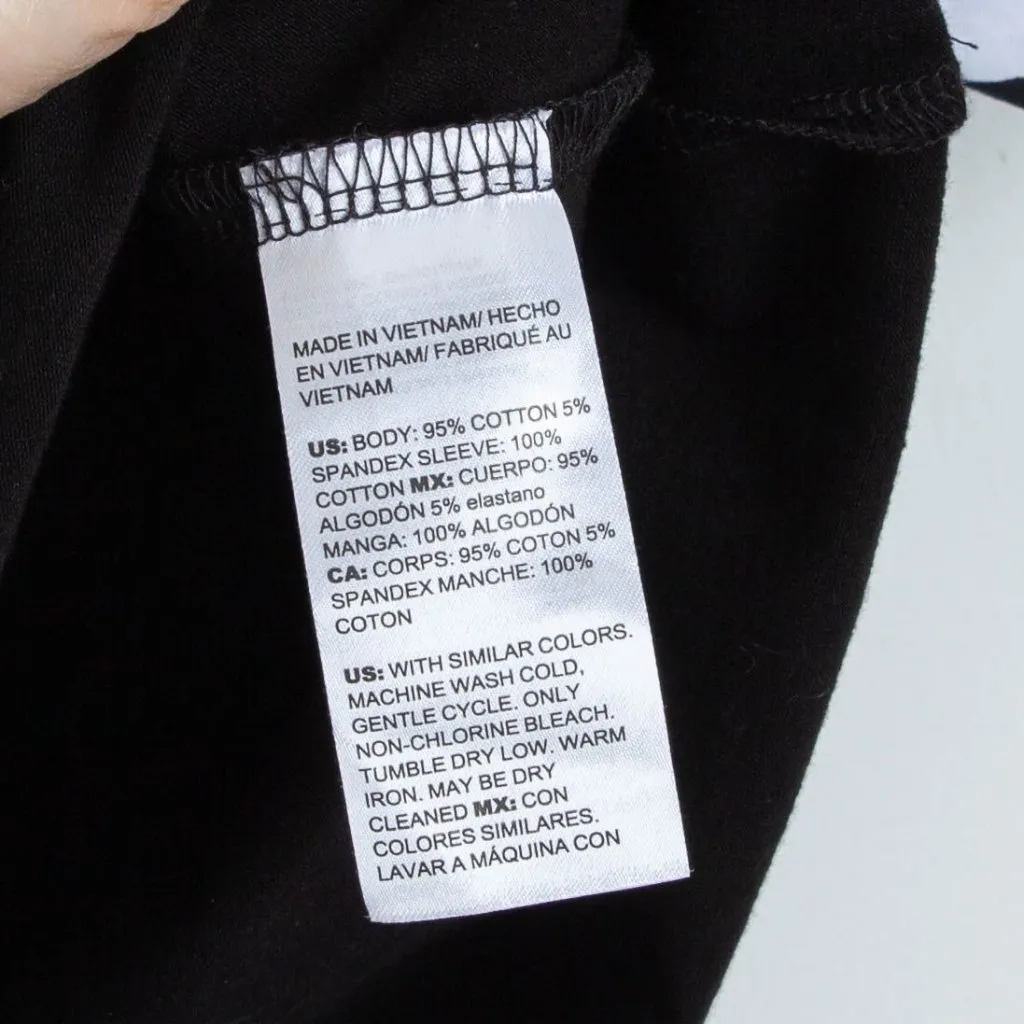 MADE IN VIETNAM/ HECHO
EN VIETNAM/ FABRIQUÉ AU
VIETNAM
US: BODY: 95% COTTON 5%
SPANDEX SLEEVE: 100%
COTTON MX: CUERPO: 95%
ALGODÓN 5% elastano
MANGA: 100% ALGODÓN
CA: CORPS: 95% COTON 5%
SPANDEX MANCHE: 100%
COTON
US: WITH SIMILAR COLORS.
MACHINE WASH COLD,
GENTLE CYCLE. ONLY
NON-CHLORINE BLEACH.
TUMBLE DRY LOW. WARM
IRON. MAY BE DRY
CLEANED MX: CON
COLORES SIMILARES.
LAVAR A MÁQUINA CON